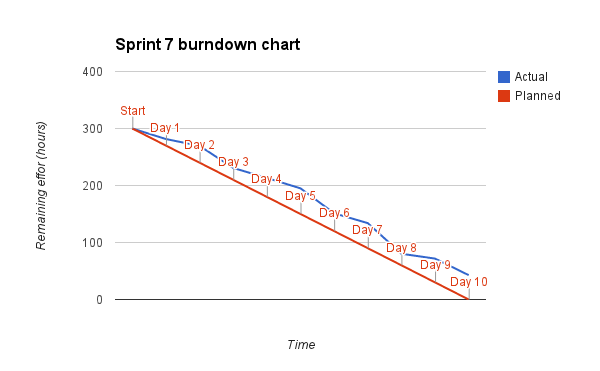 Sprint 7 burndown chart
400
300
200
100
0
Remaining effor (hours)
Start
Day 1
Day 2
Day 3
Day 4
Day 5
Day 6
Day 7
Day 8
Day 9
Day 10
Time
Actual
Planned